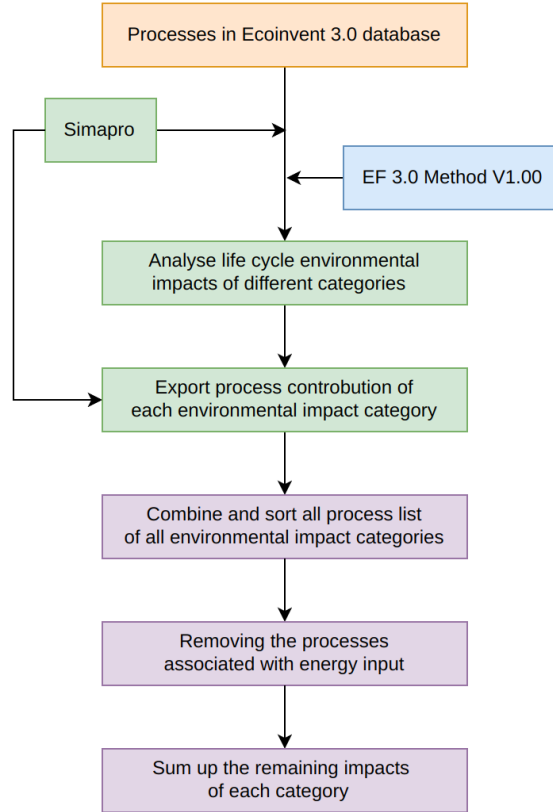 Processes in Ecoinvent 3.0 database
Simapro
EF 3.0 Method V1.00
Analyse life cycle environmental
impacts of different categories
Export process controbution of
each environmental impact category
Combine and sort all process list
of all environmental impact categories
Removing the processes
associated with energy input
Sum up the remaining impacts
of each category